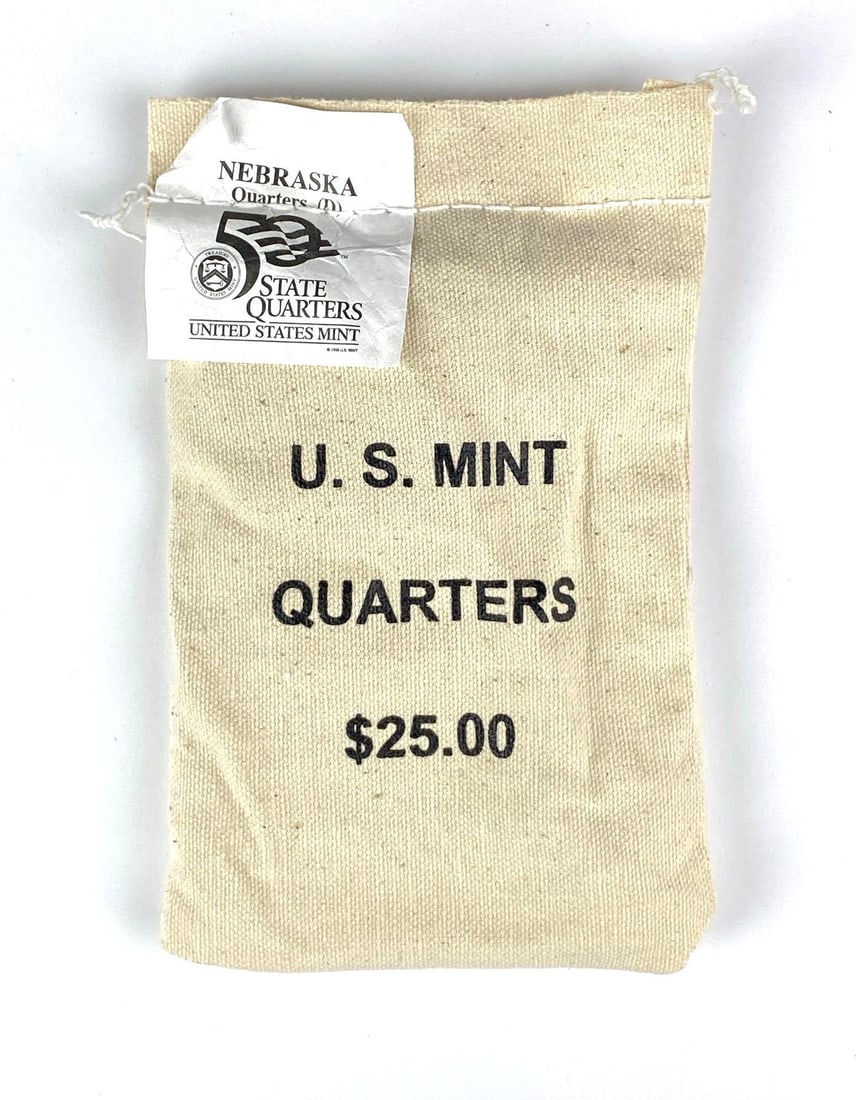 NEBRASKA
Quarters (D)
50
STATE
QUARTERS
UNITED STATES MINT
U. S. MINT
QUARTERS
$25.00